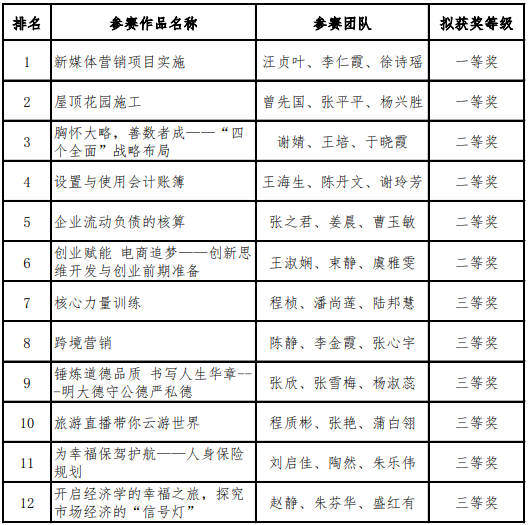 排名 参赛作品名称 参赛团队 拟获奖等级
1 新媒体营销项目实施 汪贞叶、李仁霞、徐诗瑶 一等奖
2 屋顶花园施工 曾先国、张平平、杨兴胜 一等奖
3 胸怀大略，善数者成——“四 谢婧、王培、于晓霞 二等奖
个全面”战略布局
4 设置与使用会计账簿 王海生、陈丹文、谢玲芳 二等奖
5 企业流动负债的核算 张之君、姜晨、曹玉敏 二等奖
6 创业赋能 电商追梦——创新思 王淑娴、束静、虞雅雯 二等奖
维开发与创业前期准备
7 核心力量训练 程桢、潘尚莲、陆邦慧 三等奖
8 跨境营销 陈静、李金霞、张心宇 三等奖
9 锤炼道德品质 书写人生华章-- 张欣、张雪梅、杨淑蕊 三等奖
-明大德守公德严私德
10 旅游直播带你云游世界 程质彬、张艳、蒲白翎 三等奖
11 为幸福保驾护航——人身保险 刘启佳、陶然、朱乐伟 三等奖
规划
12 开启经济学的幸福之旅，探究 赵静、朱芬华、盛红有 三等奖
市场经济的“信号灯”